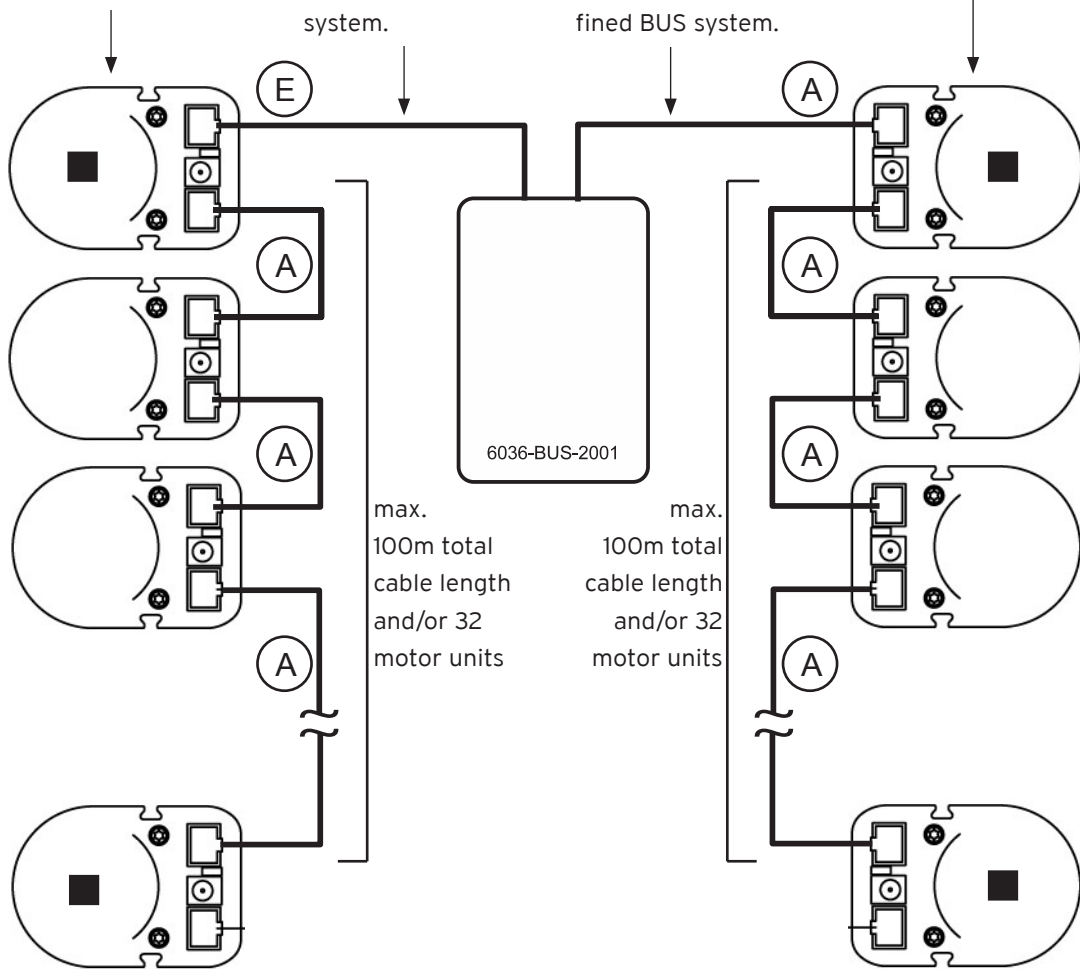 system.
fined BUS system.
E
A
A
A
A
A
A
A
6036-BUS-2001
max.
100m total
cable length
and/or 32
motor units
max.
100m total
cable length
and/or 32
motor units